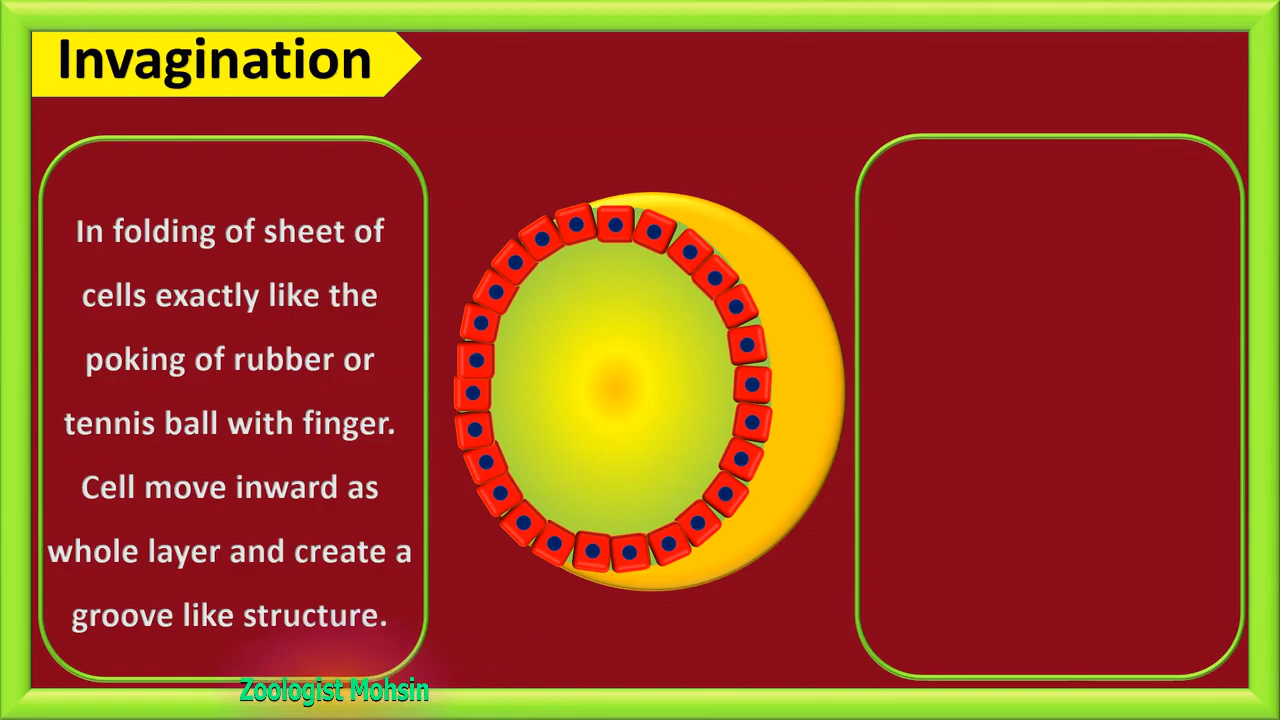 Invagination
In folding of sheet of
cells exactly like the
poking of rubber or
tennis ball with finger.
Cell move inward as
whole layer and create a
groove like structure.
Zoologist Mohsin